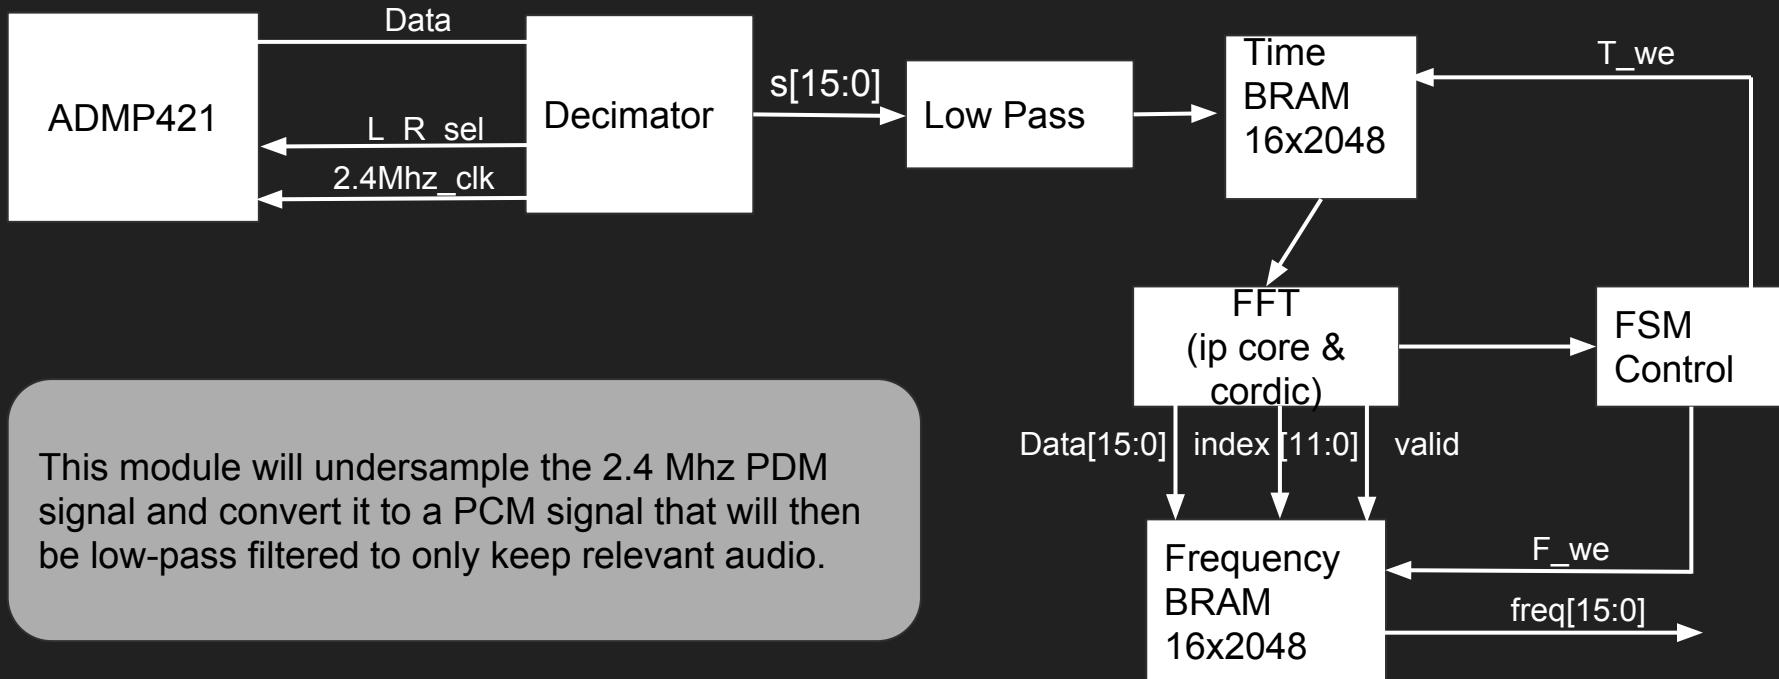 Data
ADMP421
L_R_sel
2.4Mhz_clk
Decimator
s[15:0]
Low Pass
Time
BRAM
16x2048
T_we
FFT
(ip core &
cordic)
FSM
Control
Data[15:0]
index [11:0]
valid
This module will undersample the 2.4 Mhz PDM
signal and convert it to a PCM signal that will then
be low-pass filtered to only keep relevant audio.
Frequency
BRAM
16x2048
F_we
freq[15:0]